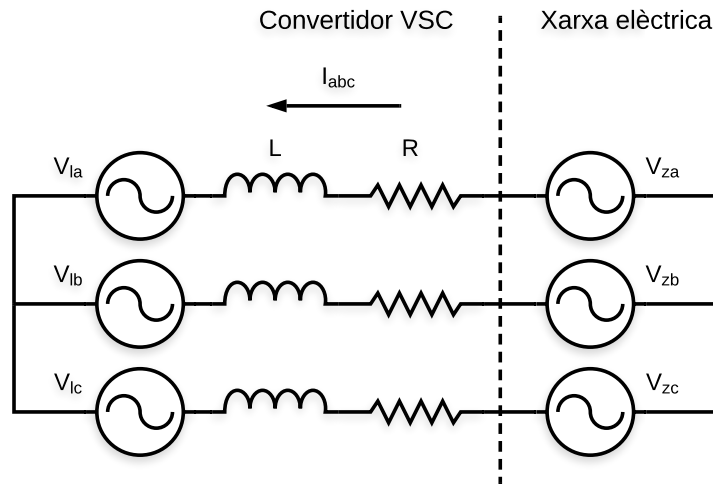 Convertidor VSC
Xarxa elèctrica
Iabc
L
R
Vla
Vza
Vlb
Vzb
Vlc
Vzc